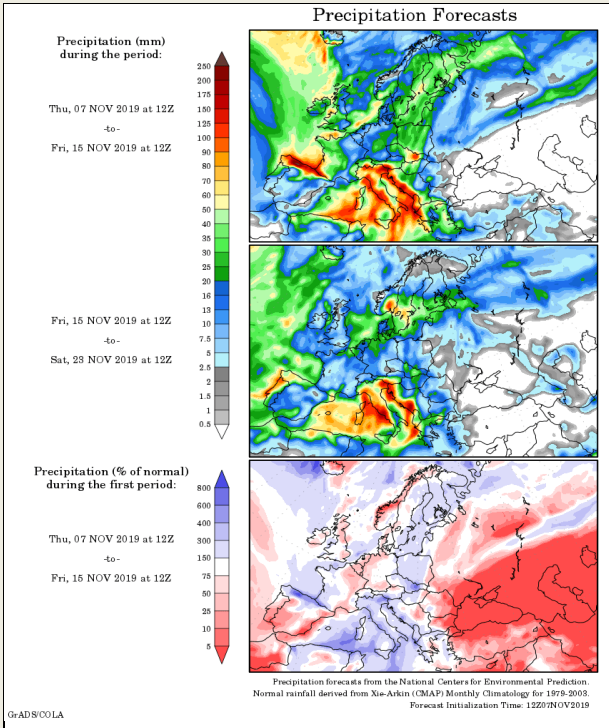 Precipitation Forecasts
Precipitation (mm)
during the period:
Thu, 07 NOV 2019 at 12Z
-to-
Fri, 15 NOV 2019 at 12Z
250
200
175
150
125
100
90
80
70
60
50
40
35
30
25
20
16
13
10
7.5
5
2.5
2
1.5
1
0.5
Fri, 15 NOV 2019 at 12Z
-to-
Sat, 23 NOV 2019 at 12Z
Precipitation (% of normal)
during the first period:
Thu, 07 NOV 2019 at 12Z
-to-
Fri, 15 NOV 2019 at 12Z
800
600
400
300
150
75
50
25
10
5
Precipitation forecasts from the National Centers for Environmental Prediction.
Normal rainfall derived from Xie-Arkin (CMAP) Monthly Climatology for 1979-2003.
Forecast Initialization Time: 12Z07NOV2019
GrADS/COLA